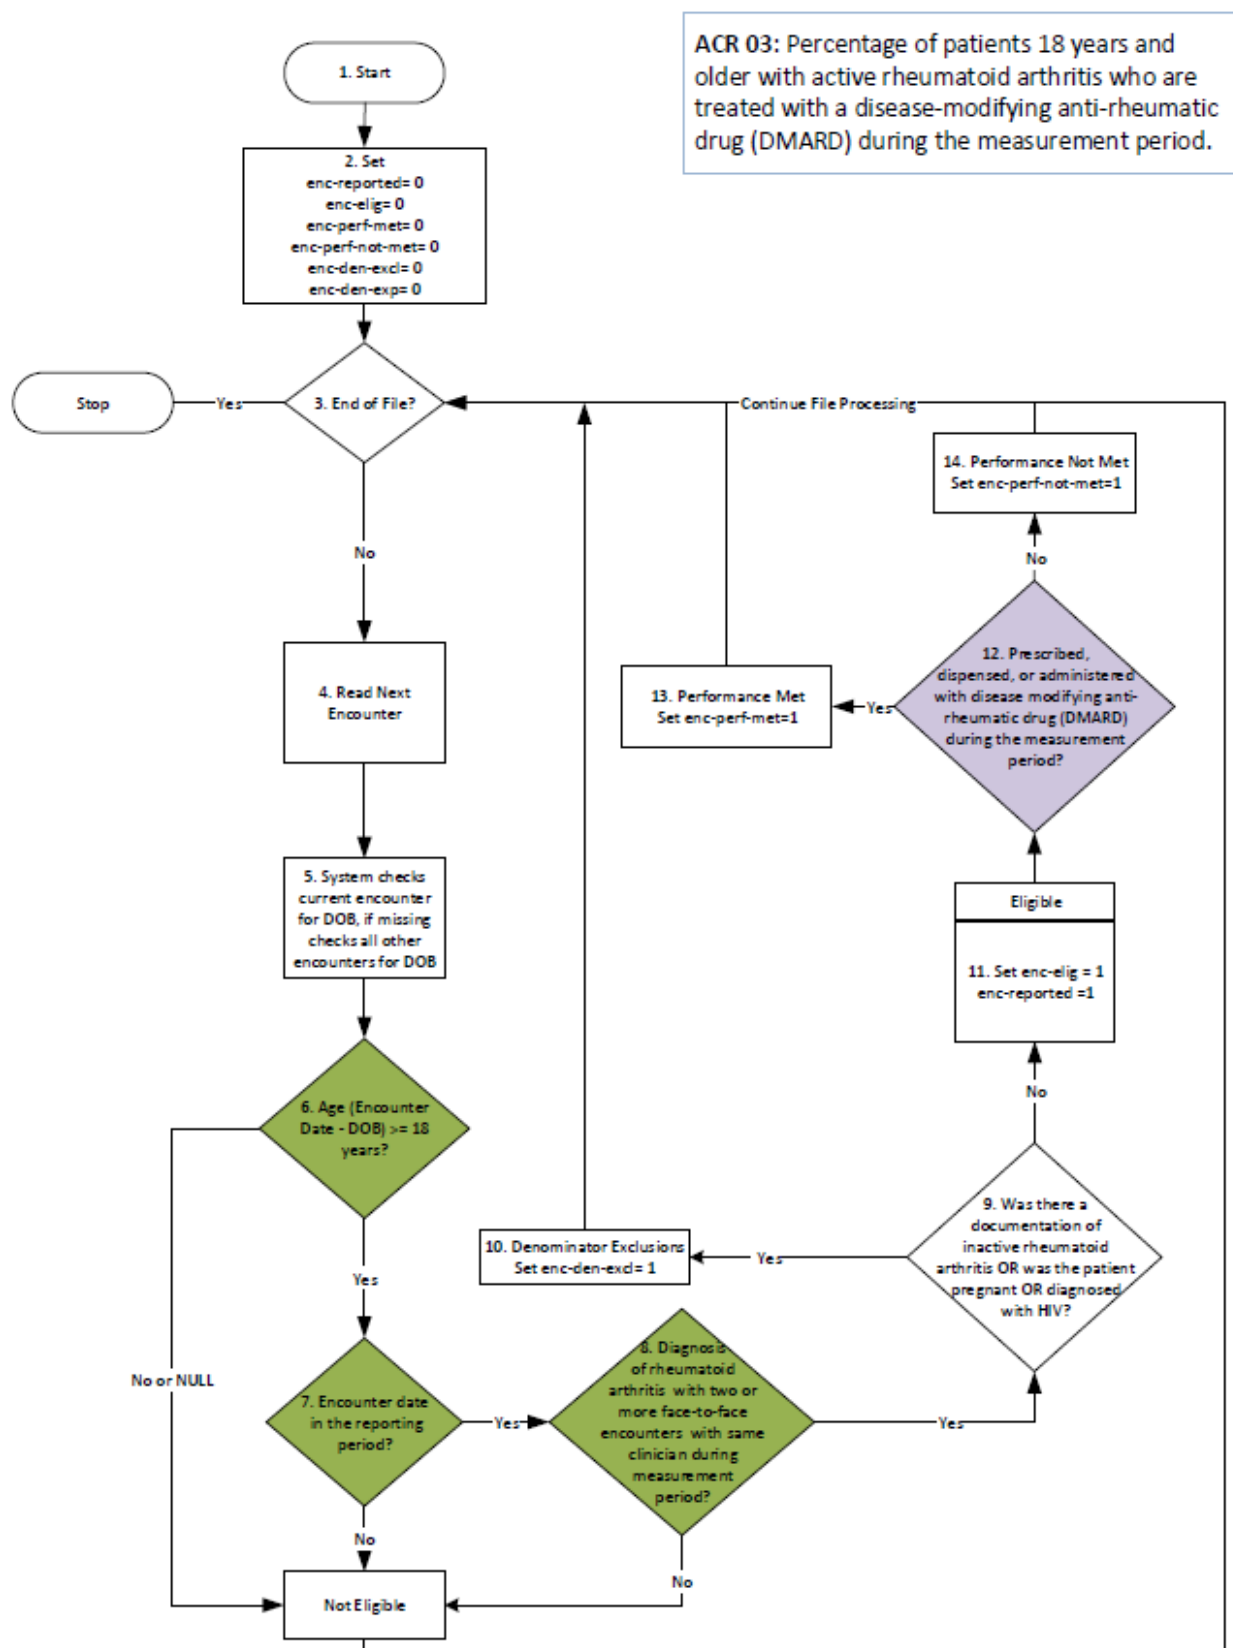 ACR 03: Percentage of patients 18 years and
older with active rheumatoid arthritis who are
treated with a disease-modifying anti-rheumatic
drug (DMARD) during the measurement period.
1. Start
2. Set
enc-reported= 0
enc-elig= 0
enc-perf-met= 0
enc-perf-not-met= 0
enc-den-excl= 0
enc-den-exp= 0
Stop
Yes
3. End of File?
Continue File Processing
14. Performance Not Met
Set enc-perf-not-met=1
No
No
12. Prescribed,
dispensed, or administered
with disease modifying anti-
rheumatic drug (DMARD)
during the measurement
period?
4. Read Next
Encounter
13. Performance Met
Set enc-perf-met=1
Yes
5. System checks
current encounter
for DOB, if missing
checks all other
encounters for DOB
Eligible
11. Set enc-elig = 1
enc-reported =1
No
6. Age (Encounter
Date - DOB) >= 18
years?
9. Was there a
documentation of
inactive rheumatoid
arthritis OR was the patient
pregnant OR diagnosed
with HIV?
10. Denominator Exclusions
Set enc-den-excl= 1
Yes
Yes
No or NULL
7. Encounter date
in the reporting
period?
Yes
8. Diagnosis
of rheumatoid
arthritis with two or
more face-to-face
encounters with same
clinician during
measurement
period?
Yes
No
No
Not Eligible